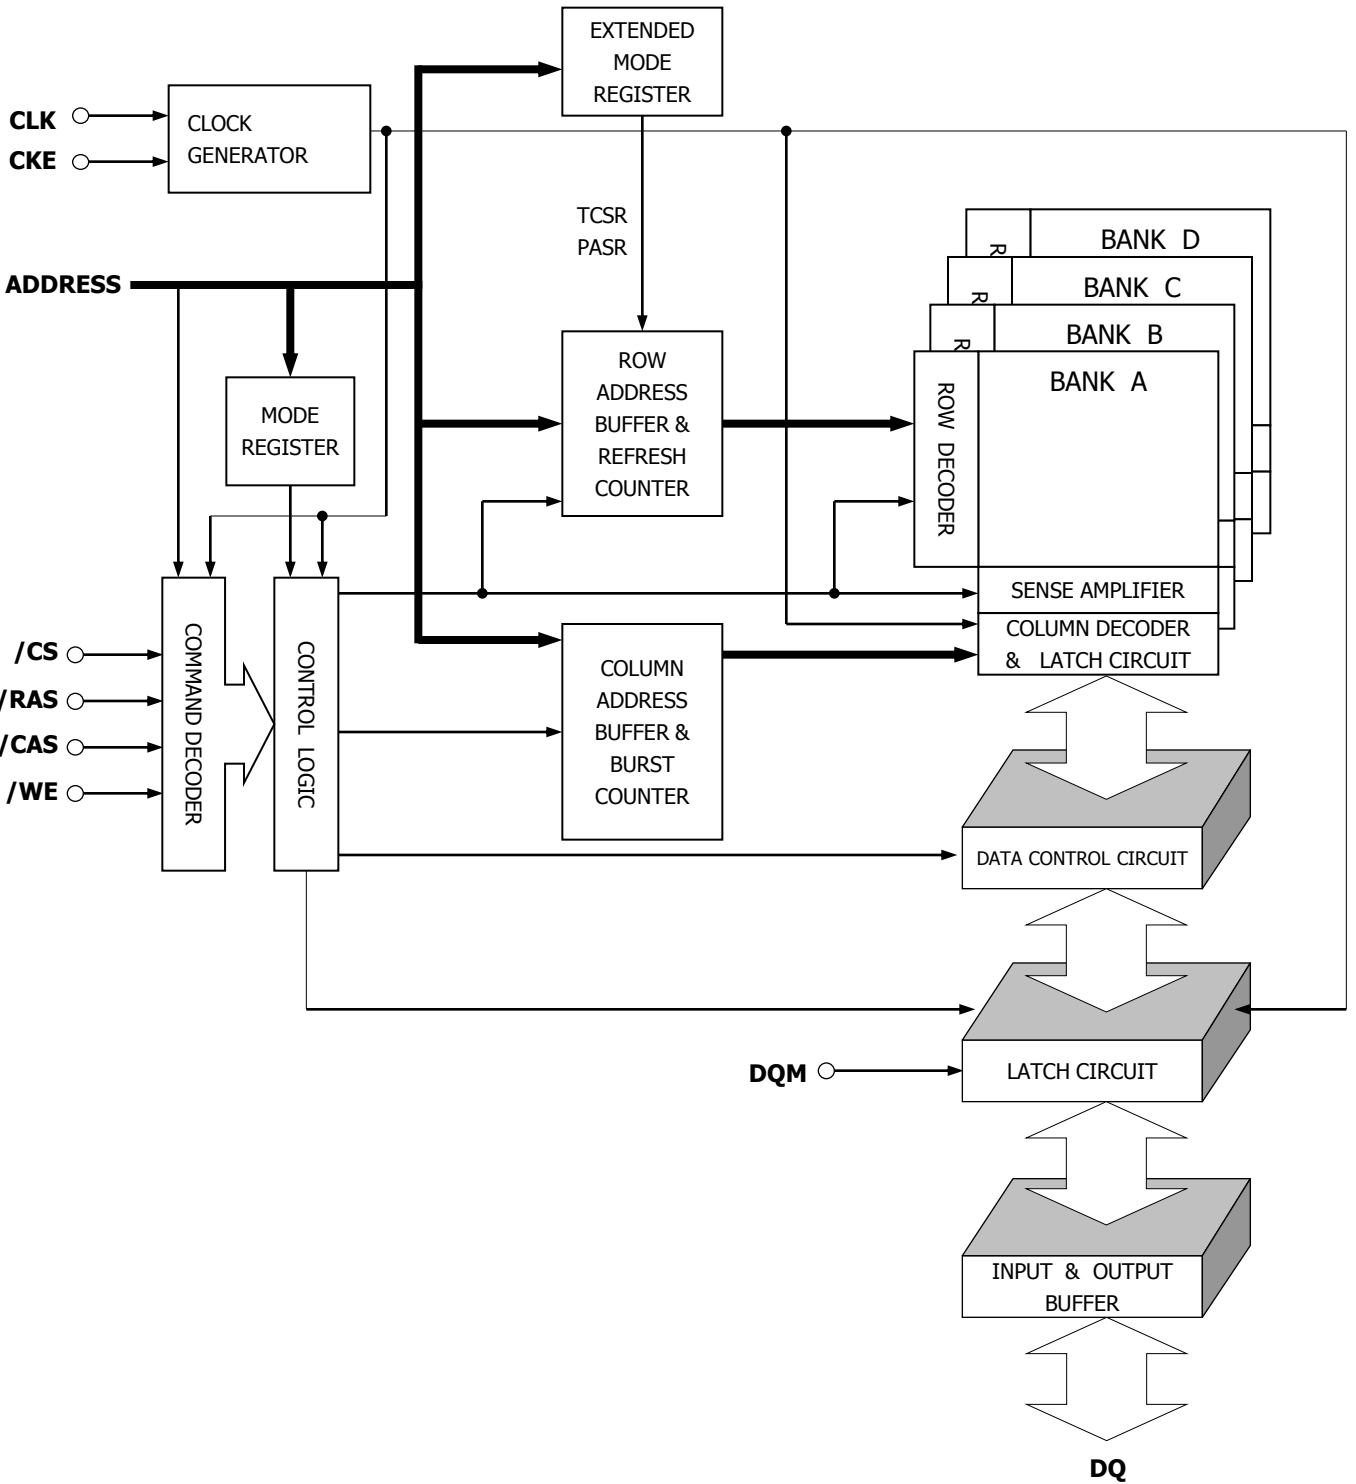 EXTENDED
MODE
REGISTER
CLK
CKE
CLOCK
GENERATOR
TCSR
PASR
ADDRESS
R
BANK D
R
BANK C
R
BANK B
BANK A
ROW DECODER
ROW
ADDRESS
BUFFER &
REFRESH
COUNTER
MODE
REGISTER
SENSE AMPLIFIER
COLUMN DECODER
& LATCH CIRCUIT
/CS
/RAS
/CAS
/WE
COMMAND DECODER
CONTROL LOGIC
COLUMN
ADDRESS
BUFFER &
BURST
COUNTER
DATA CONTROL CIRCUIT
DQM
LATCH CIRCUIT
INPUT & OUTPUT
BUFFER
DQ